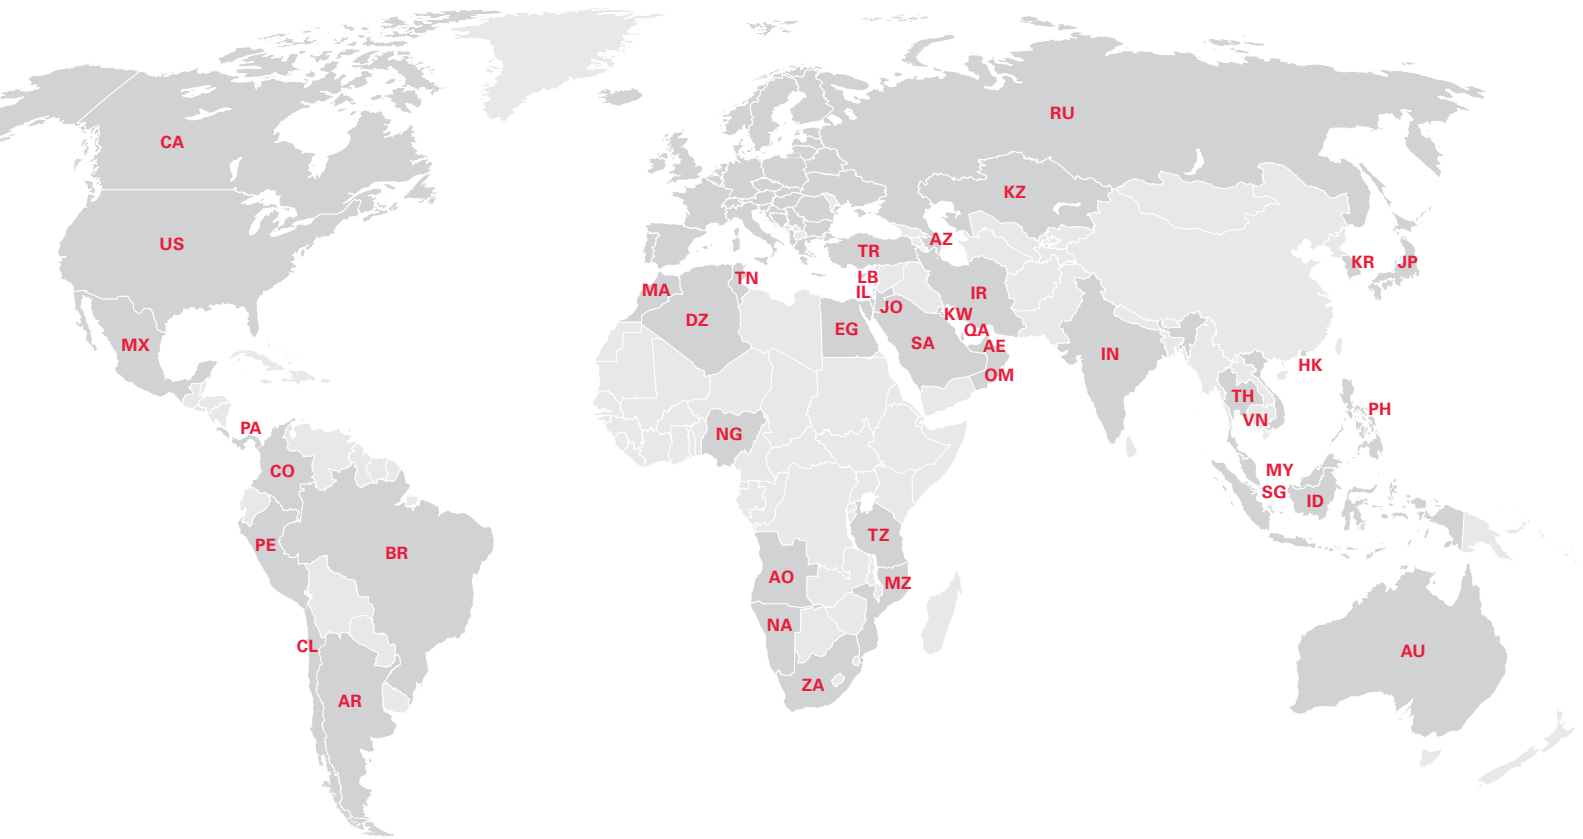 RU
CA
KZ
US
AZ
TR
KR
JP
TN
LB
MA
IL
IR
JO
KW
DZ
EG
QA
SA
AE
MX
IN
HK
OM
TH
PH
VN
PA
NG
CO
MY
SG
ID
TZ
PE
BR
AO
MZ
NA
CL
AU
ZA
AR